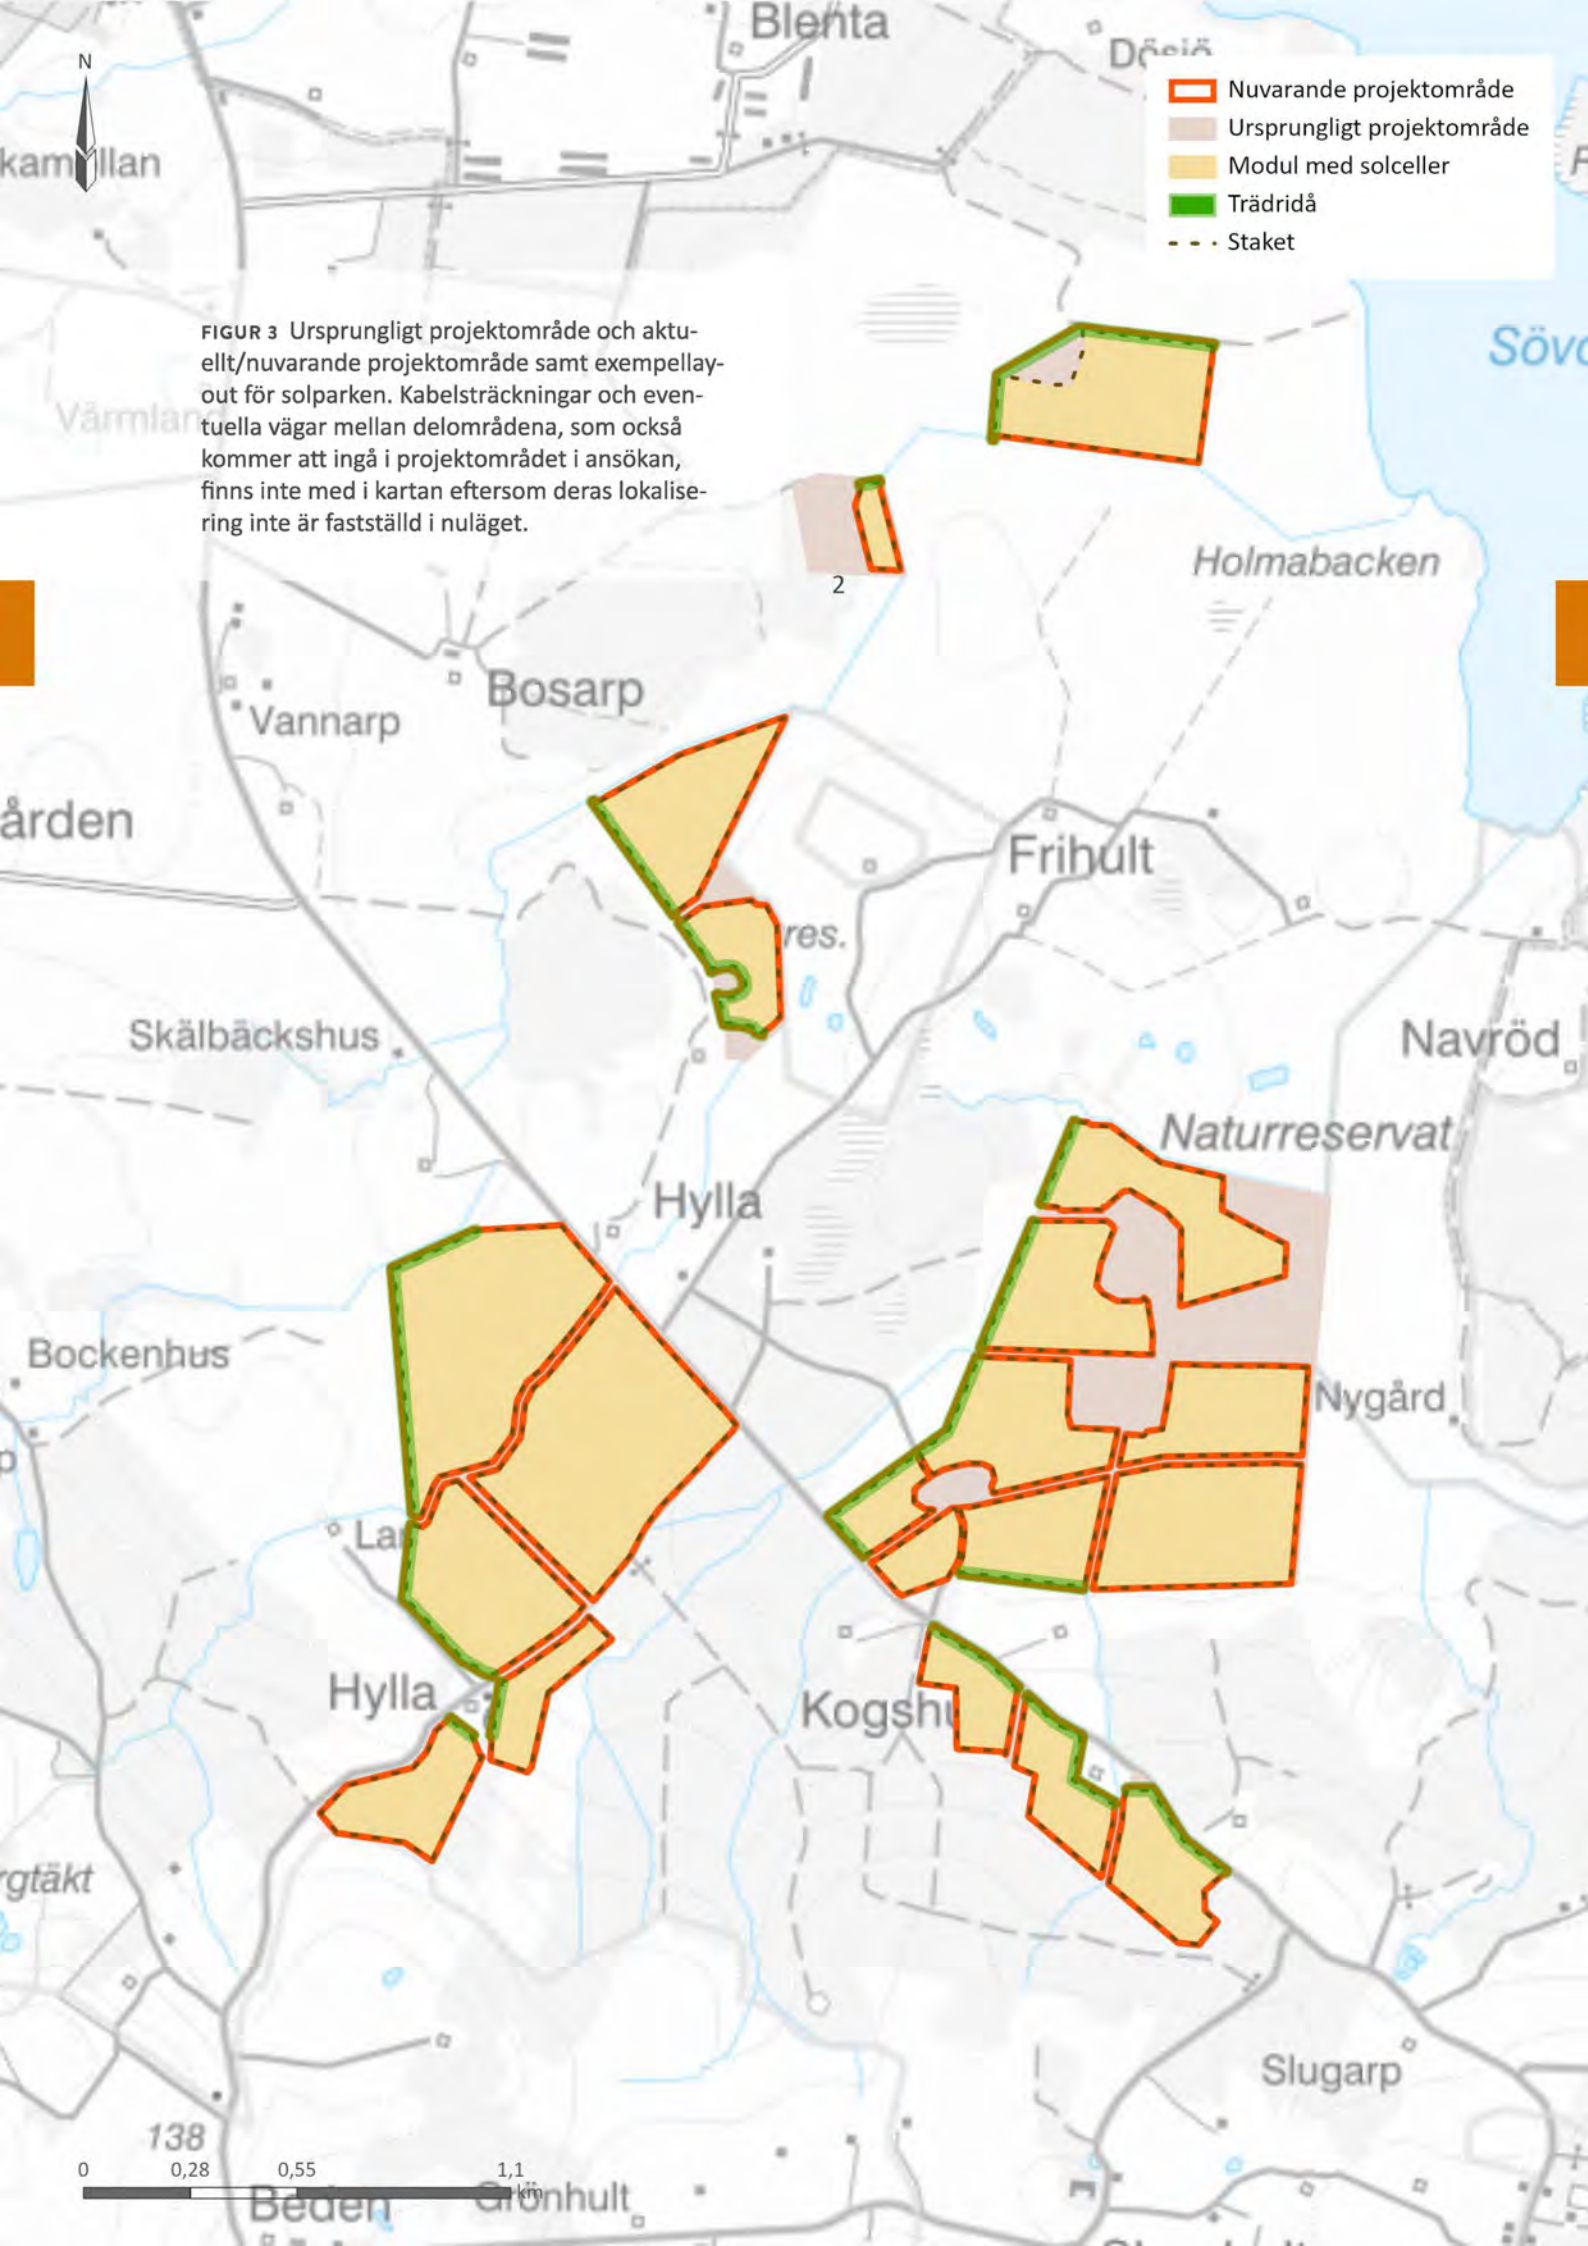 Blenta
Dösjö
N
Nuvarande projektområde
Ursprungligt projektområde
Modul med solceller
Trädridå
Staket
FIGUR 3 Ursprungligt projektområde och aktu-
ellt/nuvarande projektområde samt exempellay-
out för solparken. Kabelsträckningar och even-
tuella vägar mellan delområdena, som också
kommer att ingå i projektområdet i ansökan,
finns inte med i kartan eftersom deras lokalise-
ring inte är fastställd i nuläget.
Värmland
Holmabacken
2
Bosarp
Vannarp
ården
Frihult
res.
Skälbäckshus
Navröd
Naturreservat
Hylla
Bockenhus
Nygård
Hylla
Slugarp
138
0
0,28
0,55
1,1
km
Beden
Grönhult